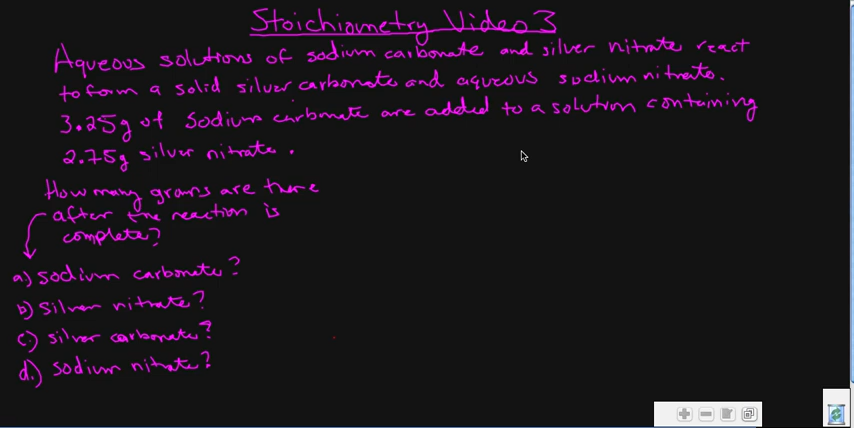 Stoichiometry Video 3
Aqueous solutions of sodium carbonate and silver nitrate react
to form a solid silver carbonate and aqueous sodium nitrate.
3.25g of sodium carbonate are added to a solution containing
2.75g silver nitrate.
How many grams are there
after the reaction is
complete?
a.) sodium carbonate?
b.) silver nitrate?
c.) silver carbonate?
d.) sodium nitrate?